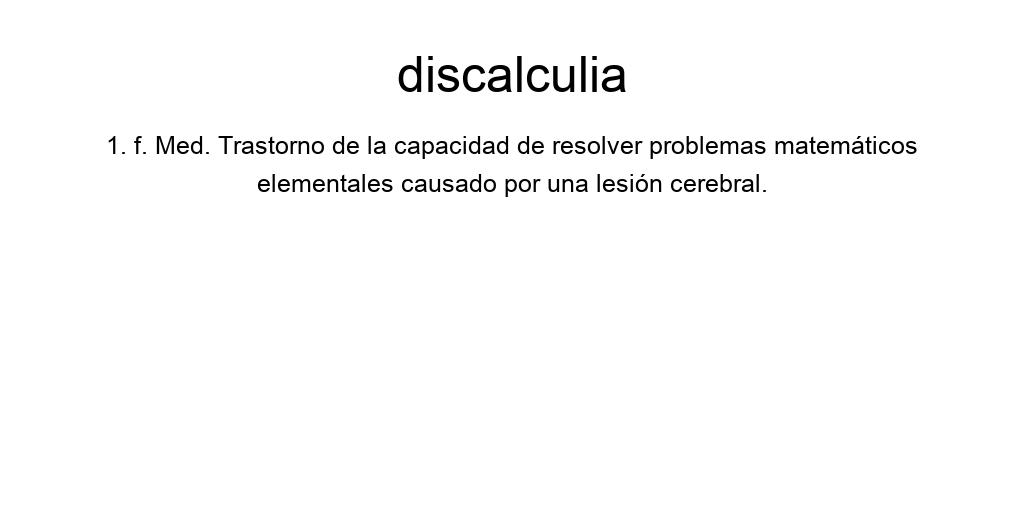 discalculia
1. f. Med. Trastorno de la capacidad de resolver problemas matemáticos
elementales causado por una lesión cerebral.